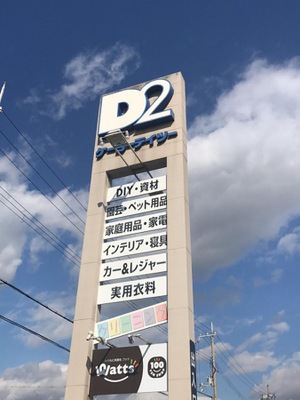 D2
ケーヨーデイツー
DIY・資材
園芸・ペット用品
家庭用品・家電
インテリア・寝具
カー&レジャー
実用衣料
Watts
100